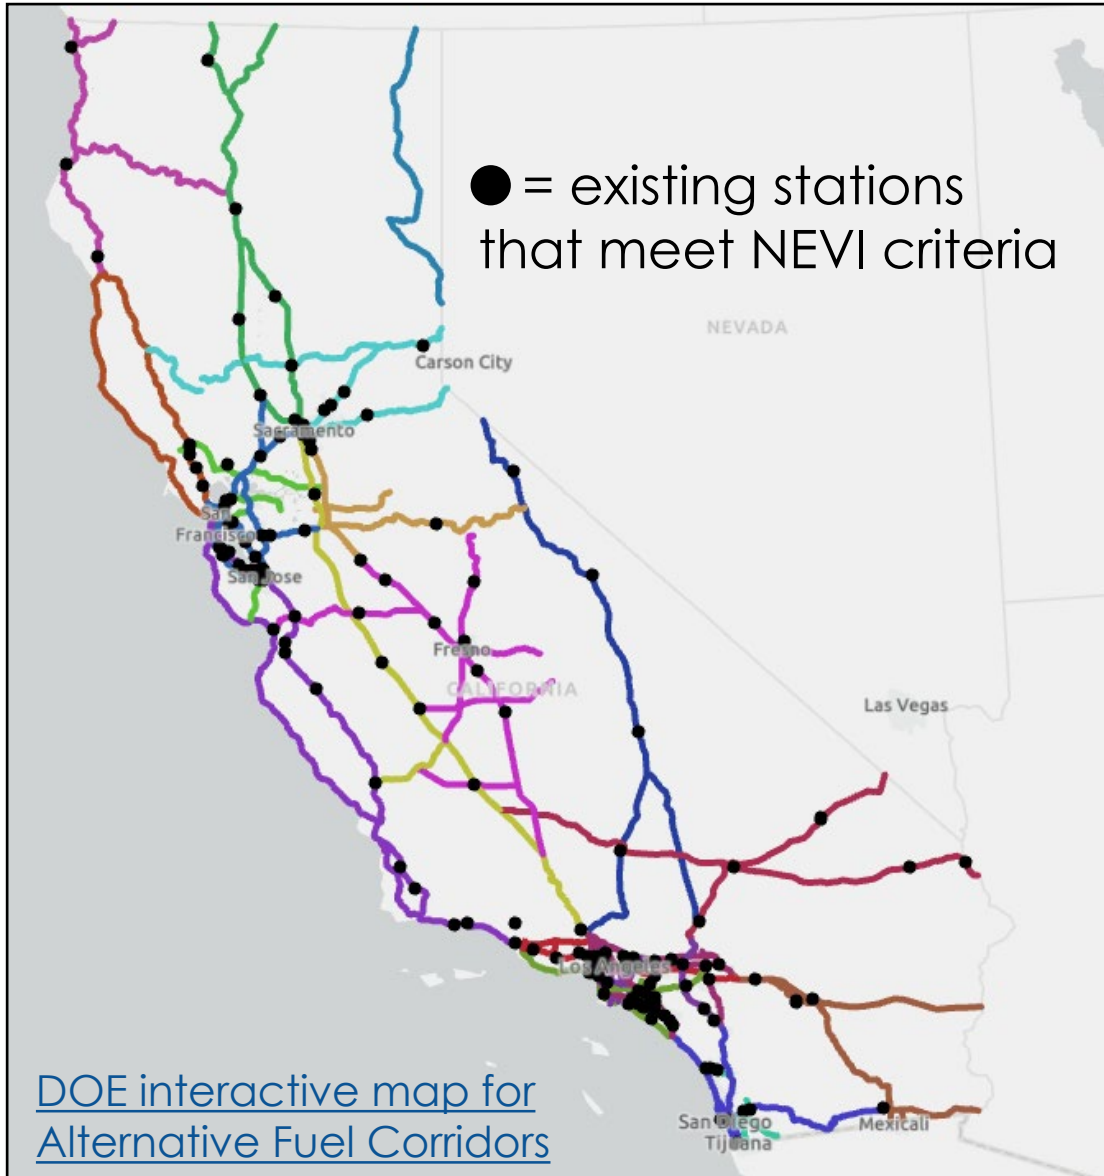 ● = existing stations
that meet NEVI criteria
NEVADA
Carson City
Sacramento
San
Francisco
San Jose
Fresno
CALIFORNIA
Las Vegas
Los Angeles
San Diego
Tijuana
Mexicali
DOE interactive map for
Alternative Fuel Corridors